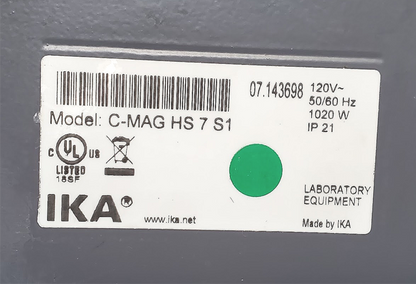 07.143698
120V~
50/60 Hz
1020 W
IP 21
Model: C-MAG HS 7 S1
C UL US
LISTED
18SF
IKA®
www.ika.net
LABORATORY
EQUIPMENT
Made by IKA